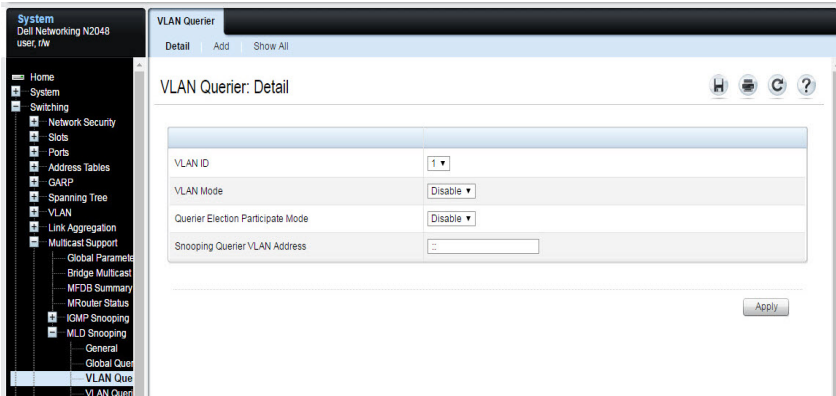 System
Dell Networking N2048
user, r/w
VLAN Querier
Detail Add Show All
Home
System
Switching
Network Security
Slots
Ports
Address Tables
GARP
Spanning Tree
VLAN
Link Aggregation
Multicast Support
Global Paramete
Bridge Multicast
MFDB Summary
MRouter Status
IGMP Snooping
MLD Snooping
General
Global Quer
VLAN Que
VLAN Quer
VLAN Querier: Detail
?
VLAN ID 1
VLAN Mode Disable
Querier Election Participate Mode Disable
Snooping Querier VLAN Address ::
Apply